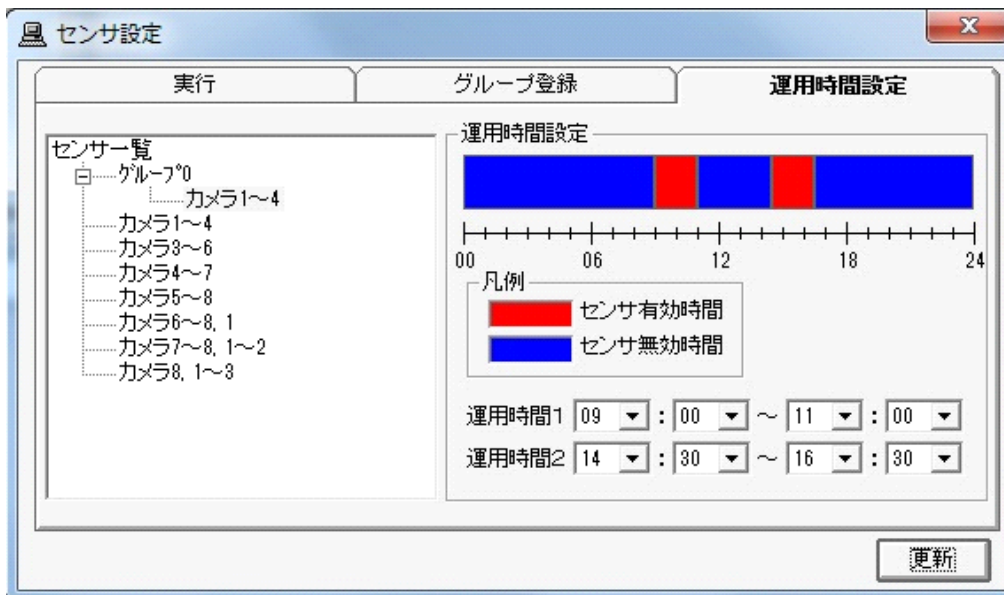 センサ設定
実行
グループ登録
運用時間設定
センサ一覧
グループ0
カメラ1～4
カメラ1～4
カメラ3～6
カメラ4～7
カメラ5～8
カメラ6～8, 1
カメラ7～8, 1～2
カメラ8, 1～3
運用時間設定
00 06 12 18 24
凡例
センサ有効時間
センサ無効時間
運用時間1 09 : 00 ～ 11 : 00
運用時間2 14 : 30 ～ 16 : 30
更新